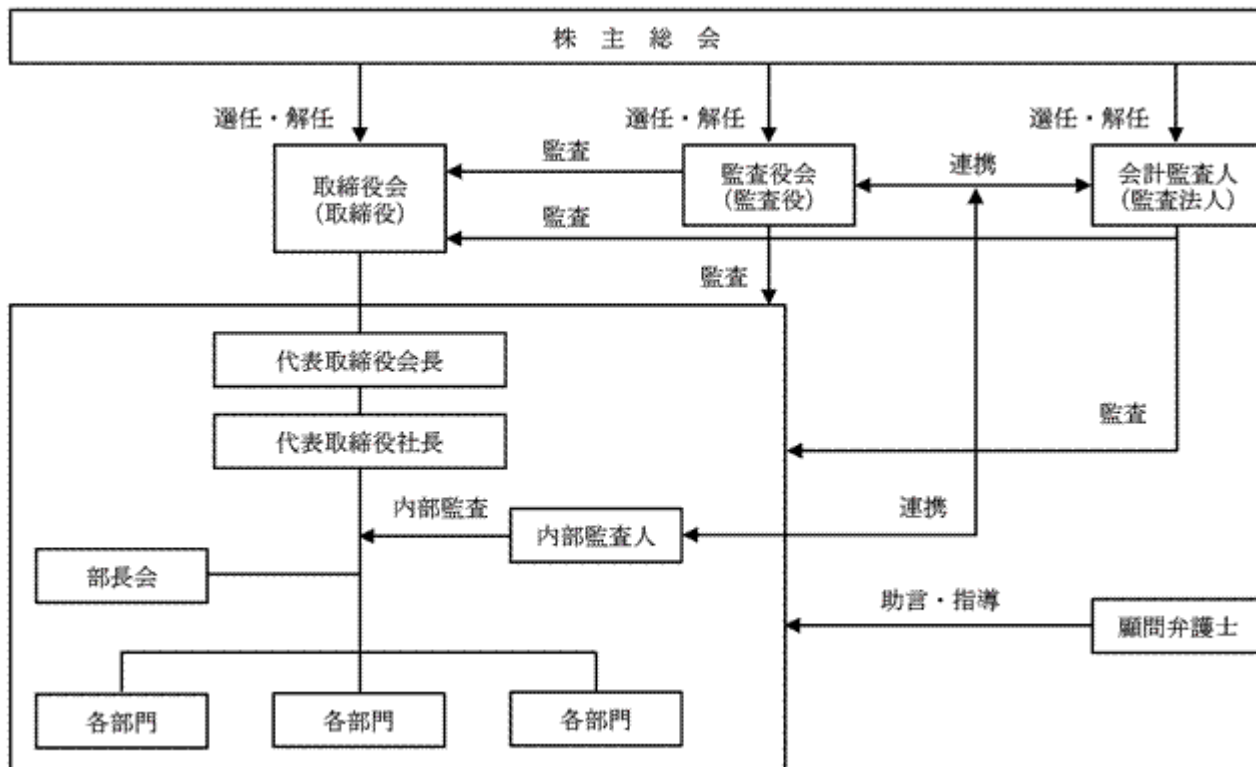 株主総会
選任・解任
選任・解任
選任・解任
監査
連携
取締役会
(取締役)
監査役会
(監査役)
会計監査人
(監査法人)
監査
監査
代表取締役会長
代表取締役社長
監査
内部監査
内部監査人
連携
部長会
助言・指導
顧問弁護士
各部門
各部門
各部門